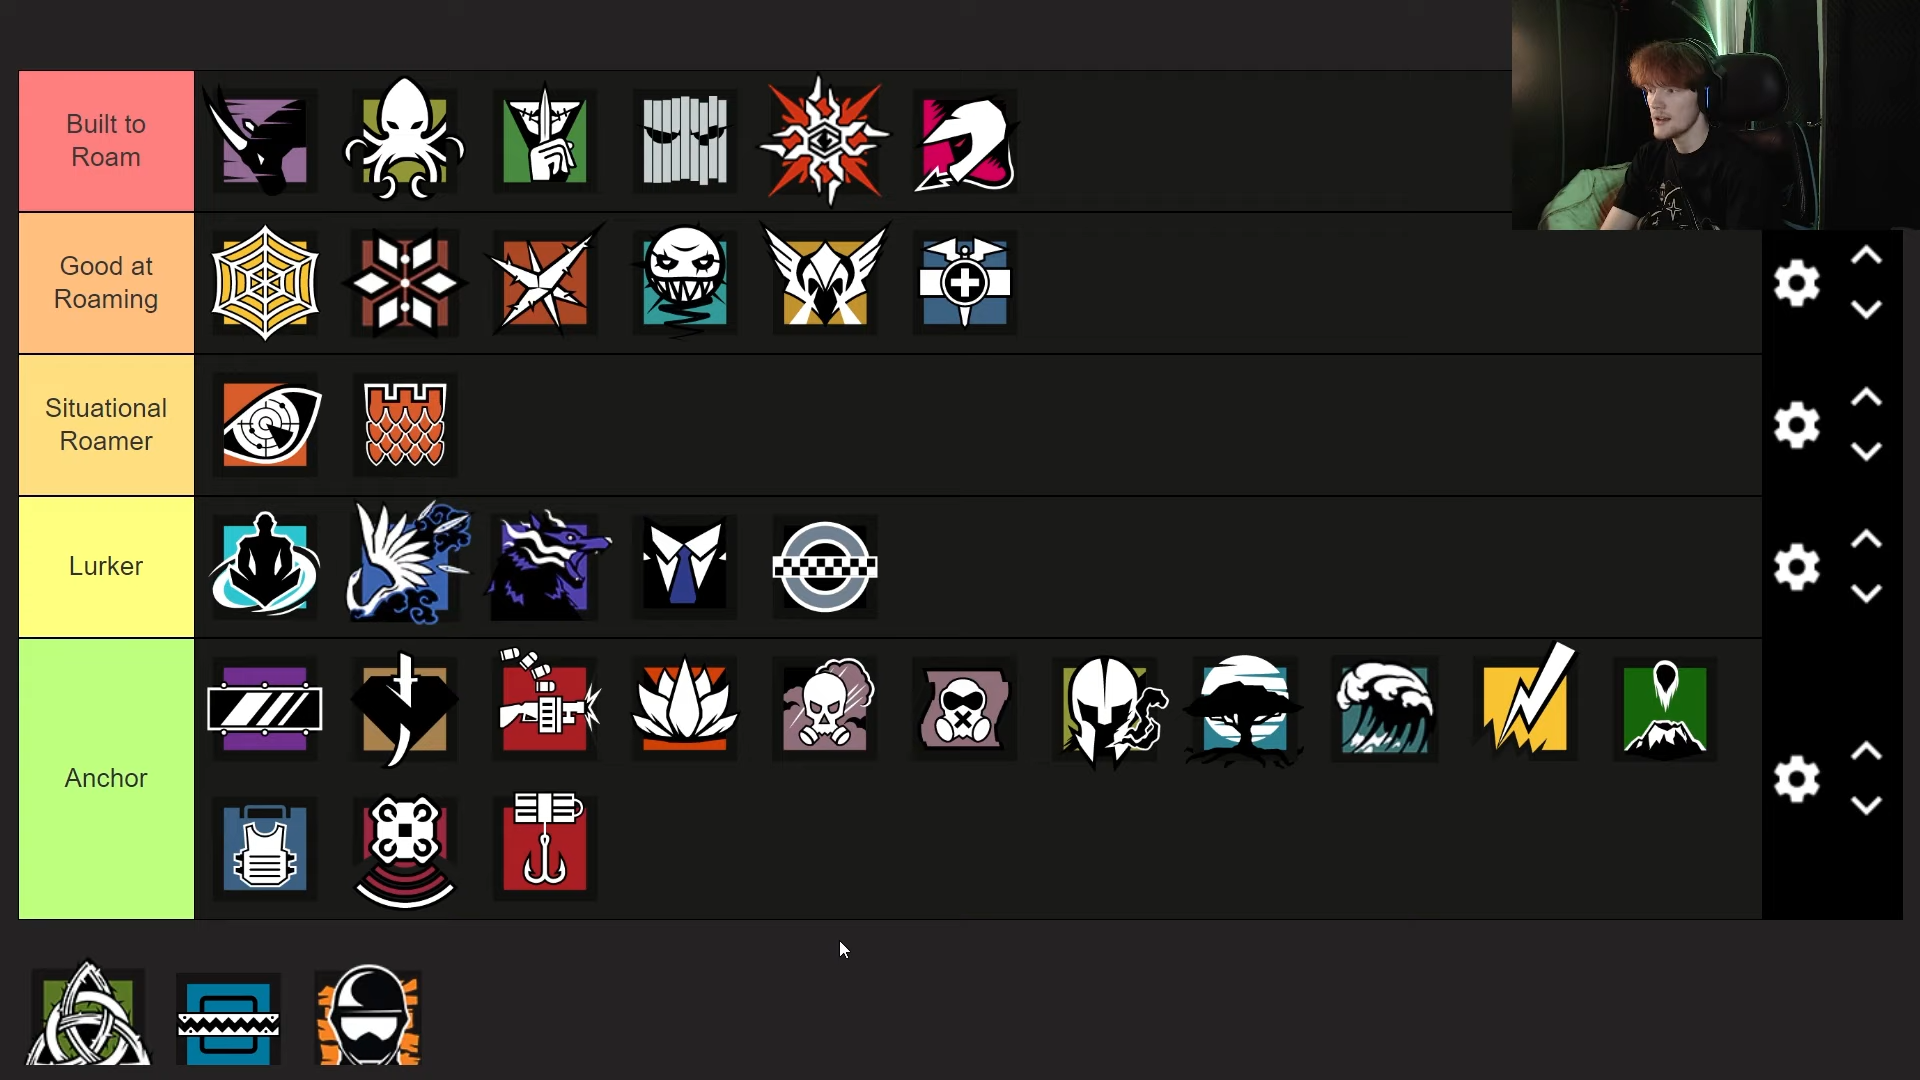 Built to
Roam
Good at
Roaming
Situational
Roamer
Lurker
Anchor